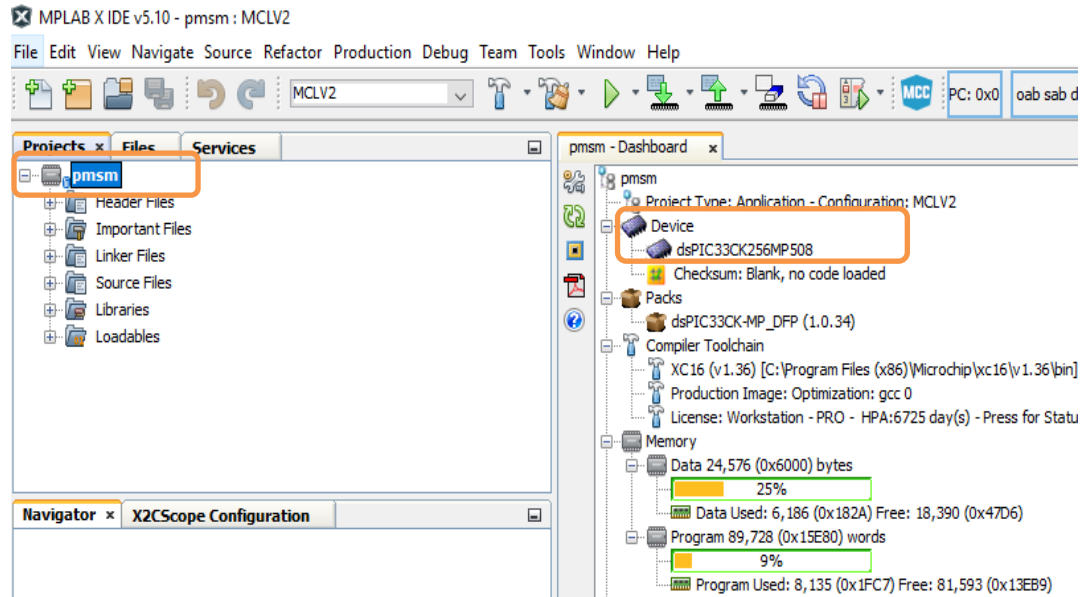 MPLAB X IDE v5.10 - pmsm : MCLV2
File Edit View Navigate Source Refactor Production Debug Team Tools Window Help
MCLV2
MCC
PC: 0x0
oab sab d
Projects × Files Services
pmsm
Header Files
Important Files
Linker Files
Source Files
Libraries
Loadables
Navigator × X2CScope Configuration
pmsm - Dashboard ×
pmsm
Project Type: Application - Configuration: MCLV2
Device
dsPIC33CK256MP508
Checksum: Blank, no code loaded
Packs
dsPIC33CK-MP_DFP (1.0.34)
Compiler Toolchain
XC16 (v1.36) [C:\Program Files (x86)\Microchip\xc16\v1.36\bin]
Production Image: Optimization: gcc 0
License: Workstation - PRO - HPA:6725 day(s) - Press for Statu
Memory
Data 24,576 (0x6000) bytes
25%
Data Used: 6,186 (0x182A) Free: 18,390 (0x47D6)
Program 89,728 (0x15E80) words
9%
Program Used: 8,135 (0x1FC7) Free: 81,593 (0x13EB9)